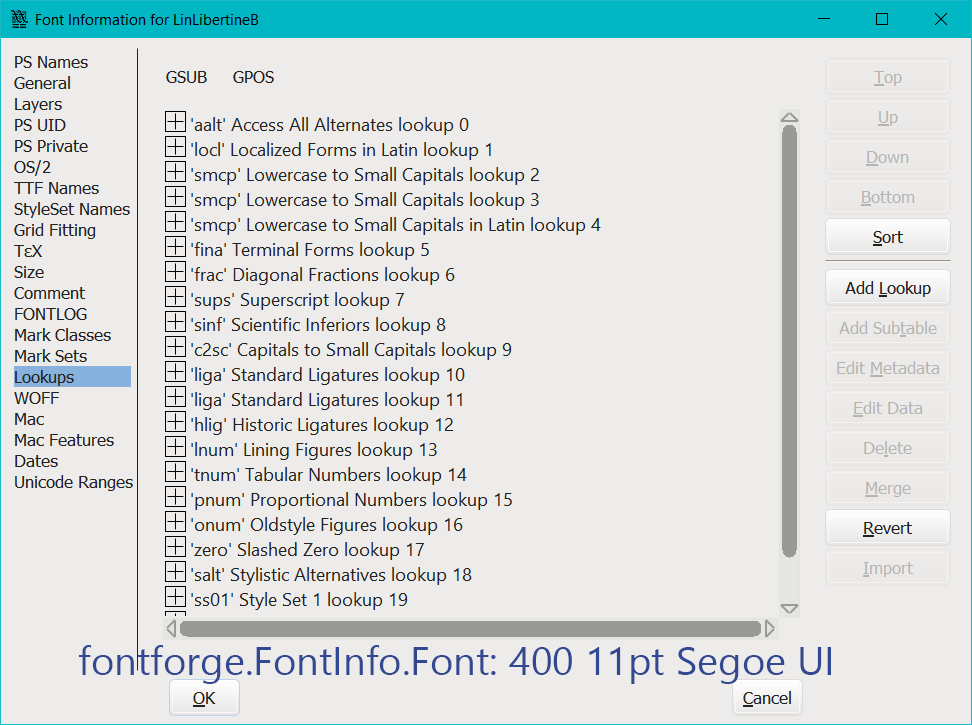 Font Information for LinLibertineB
PS Names
General
Layers
PS UID
PS Private
OS/2
TTF Names
StyleSet Names
Grid Fitting
ΤεΧ
Size
Comment
FONTLOG
Mark Classes
Mark Sets
Lookups
WOFF
Mac
Mac Features
Dates
Unicode Ranges
GSUB GPOS
'aalt' Access All Alternates lookup 0
'locl' Localized Forms in Latin lookup 1
'smcp' Lowercase to Small Capitals lookup 2
'smcp' Lowercase to Small Capitals lookup 3
'smcp' Lowercase to Small Capitals in Latin lookup 4
'fina' Terminal Forms lookup 5
'frac' Diagonal Fractions lookup 6
'sups' Superscript lookup 7
'sinf' Scientific Inferiors lookup 8
'c2sc' Capitals to Small Capitals lookup 9
'liga' Standard Ligatures lookup 10
'liga' Standard Ligatures lookup 11
'hlig' Historic Ligatures lookup 12
'lnum' Lining Figures lookup 13
'tnum' Tabular Numbers lookup 14
'pnum' Proportional Numbers lookup 15
'onum' Oldstyle Figures lookup 16
'zero' Slashed Zero lookup 17
'salt' Stylistic Alternatives lookup 18
'ss01' Style Set 1 lookup 19
Top
Up
Down
Bottom
Sort
Add Lookup
Add Subtable
Edit Metadata
Edit Data
Delete
Merge
Revert
Import
fontforge.FontInfo.Font: 400 11pt Segoe UI
OK
Cancel